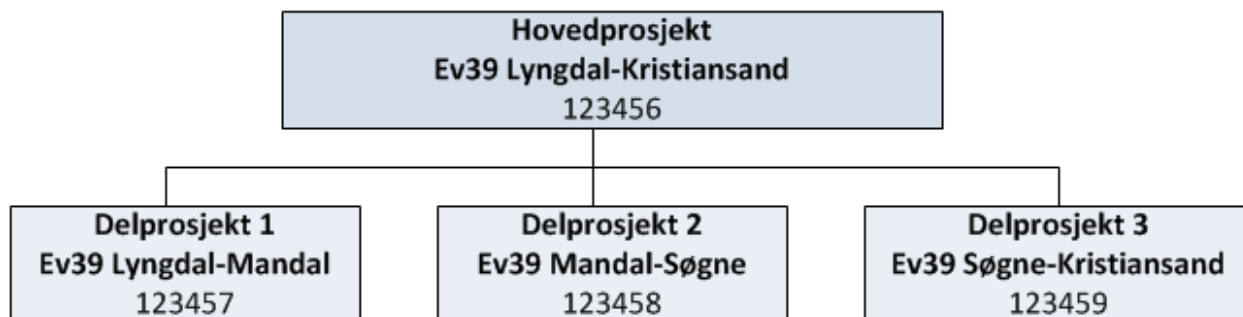 Hovedprosjekt
Ev39 Lyngdal-Kristiansand
123456
Delprosjekt 1
Ev39 Lyngdal-Mandal
123457
Delprosjekt 2
Ev39 Mandal-Søgne
123458
Delprosjekt 3
Ev39 Søgne-Kristiansand
123459